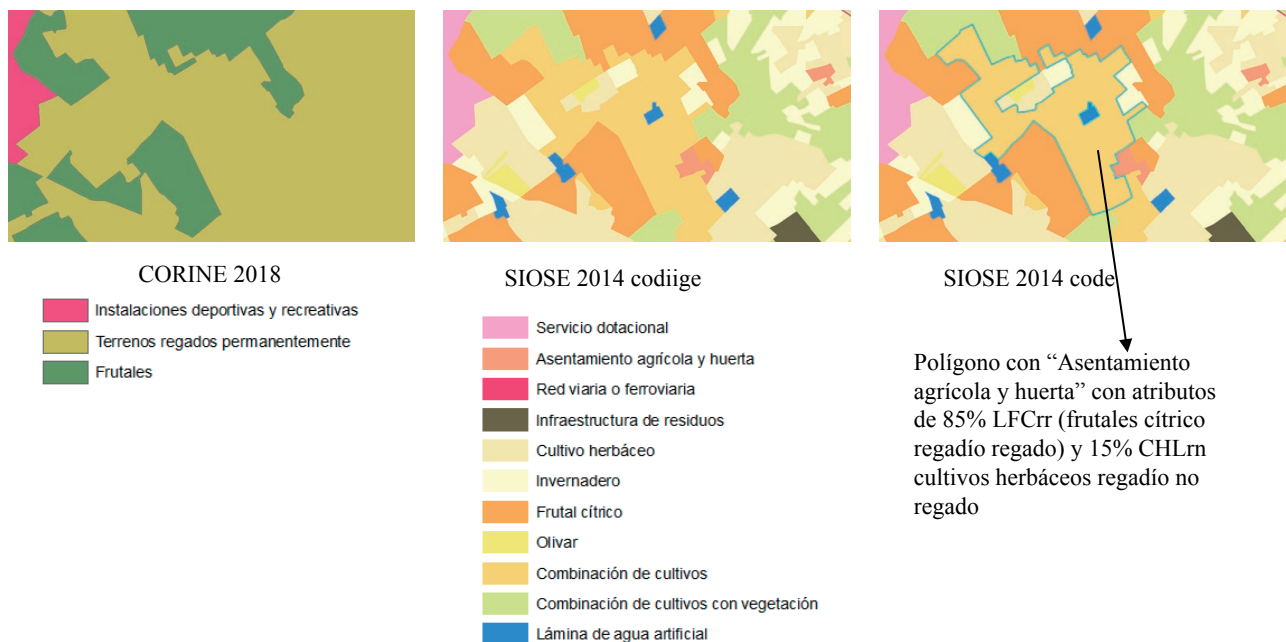 CORINE 2018
Instalaciones deportivas y recreativas
Terrenos regados permanentemente
Frutales
SIOSE 2014 codiige
Servicio dotacional
Asentamiento agrícola y huerta
Red viaria o ferroviaria
Infraestructura de residuos
Cultivo herbáceo
Invernadero
Frutal cítrico
Olivar
Combinación de cultivos
Combinación de cultivos con vegetación
Lámina de agua artificial
SIOSE 2014 code
Polígono con “Asentamiento
agrícola y huerta” con atributos
de 85% LFCrr (frutales cítrico
regadío regado) y 15% CHLrn
cultivos herbáceos regadío no
regado